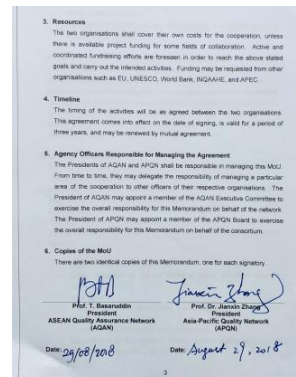 3. Resources
The two organisations shall cover their own costs for the cooperation, unless
there is available project funding for some fields of collaboration. Active and
coordinated fundraising efforts are foreseen in order to reach the above stated
goals and carry out the intended activities. Funding may be requested from other
organisations such as EU, UNESCO, World Bank, INQAAHE, and APEC.
4. Timeline
The timing of the activities will be as agreed between the two organisations.
This agreement comes into effect on the date of signing, is valid for a period of
three years, and may be renewed by mutual agreement.
5. Agency Officers Responsible for Managing the Agreement
The Presidents of AQAN and APQN shall be responsible in managing this MoU.
From time to time, they may delegate the responsibility of managing a particular
area of the cooperation to other officers of their respective organisations. The
President of AQAN may appoint a member of the AQAN Executive Committee to
exercise the overall responsibility for this Memorandum on behalf of the network.
The President of APQN may appoint a member of the APQN Board to exercise
the overall responsibility for this Memorandum on behalf of the consortium.
6. Copies of the MoU
There are two identical copies of this Memorandum, one for each signatory.
Jianxin Zhang
Prof. T. Basaruddin Prof. Dr. Jianxin Zhang
President President
ASEAN Quality Assurance Network Asia-Pacific Quality Network
(AQAN) (APQN)
Date: 29/08/2018 Date: August 29, 2018
3